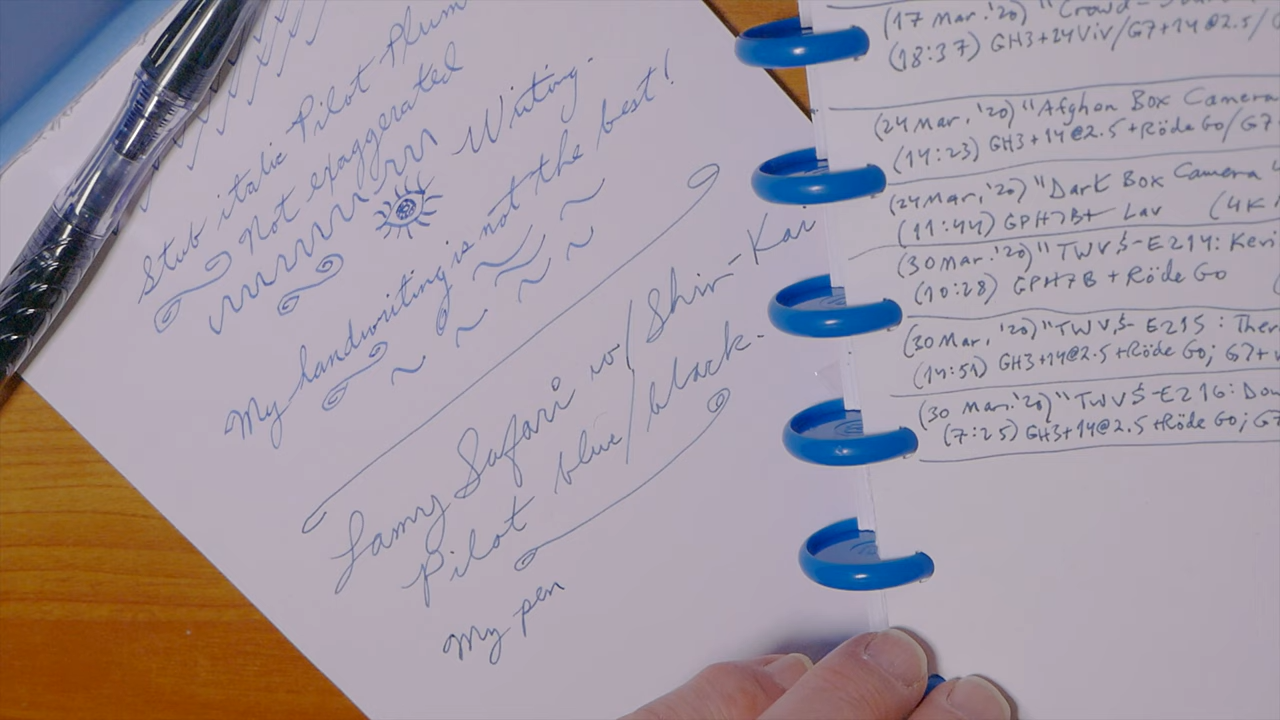 Stub italic Pilot Plum
Not exaggerated
Writing.
My handwriting is not the best!
Lamy Safari w/ Shin-Kai
Pilot blue/black.
My pen
(17 Mar. '20) "Crowd-
(18:37) GH3+24Viv/G7+14@2.5/
(24 Mar. '20) "Afghan Box Camera
(14:23) GH3+14@2.5+Röde Go/G7
(24 Mar. '20) "Dark Box Camera
(11:44) GPH7B+ Lav (4K
(30 Mar. '20) "TWV$-E214: Kevi
(10:28) GPH7B + Röde Go
(30 Mar. '20) "TWV$-E215: Ther
(14:51) GH3+14@2.5+Röde Go; G7+
(30 Mar. '20) "TWV$-E216: Dou
(7:25) GH3+14@2.5+Röde Go; G7